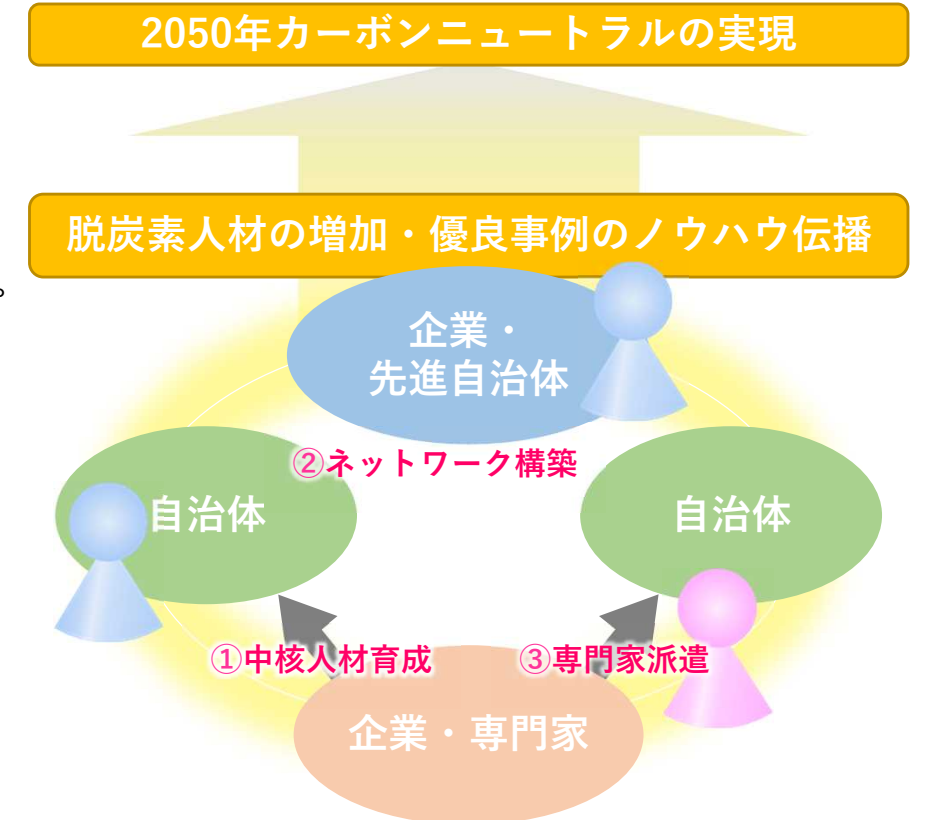 2050年カーボンニュートラルの実現
脱炭素人材の増加・優良事例のノウハウ伝播
。
企業・
先進自治体
②ネットワーク構築
自治体
自治体
①中核人材育成
③専門家派遣
企業・専門家